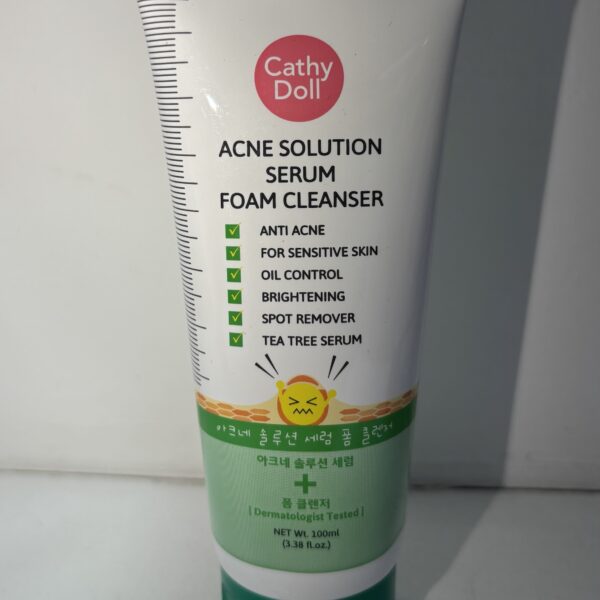 Cathy
Doll
ACNE SOLUTION
SERUM
FOAM CLEANSER
ANTI ACNE
FOR SENSITIVE SKIN
OIL CONTROL
BRIGHTENING
SPOT REMOVER
TEA TREE SERUM
아크네 솔루션 세럼 폼 클렌저
아크네 솔루션 세럼
+
폼 클렌저
| Dermatologist Tested |
NET Wt. 100ml
(3.38 fl.oz.)